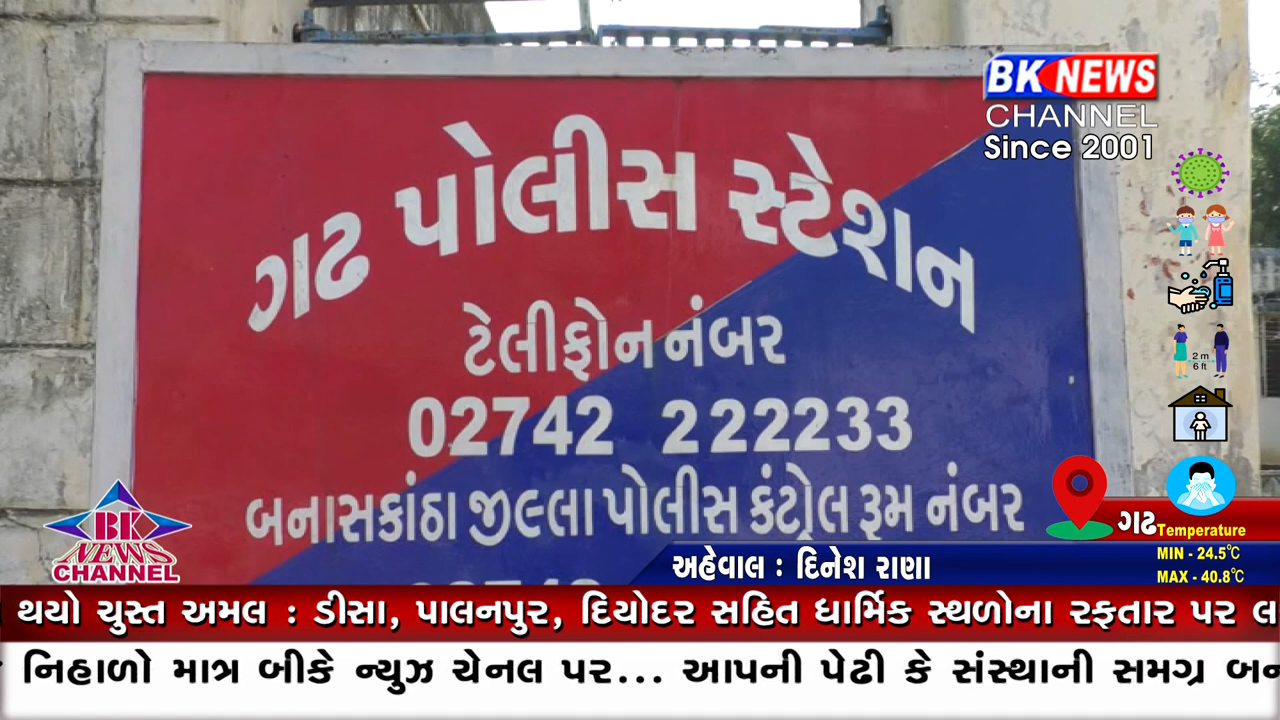 BK NEWS
CHANNEL
Since 2001
ગઢ પોલીસ સ્ટેશન
ટેલીફોન નંબર
02742 222233
બનાસકાંઠા જીલ્લા પોલીસ કંટ્રોલ રૂમ નંબર
2 m
6 ft
ગઢ
Temperature
MIN - 24.5℃
MAX - 40.8℃
BK
NEWS
CHANNEL
અહેવાલ : દિનેશ રાણા
થયો ચુસ્ત અમલ : ડીસા, પાલનપુર, દિયોદર સહિત ધાર્મિક સ્થળોના રફતાર પર લ
નિહાળો માત્ર બીકે ન્યુઝ ચેનલ પર... આપની પેઢી કે સંસ્થાની સમગ્ર બન